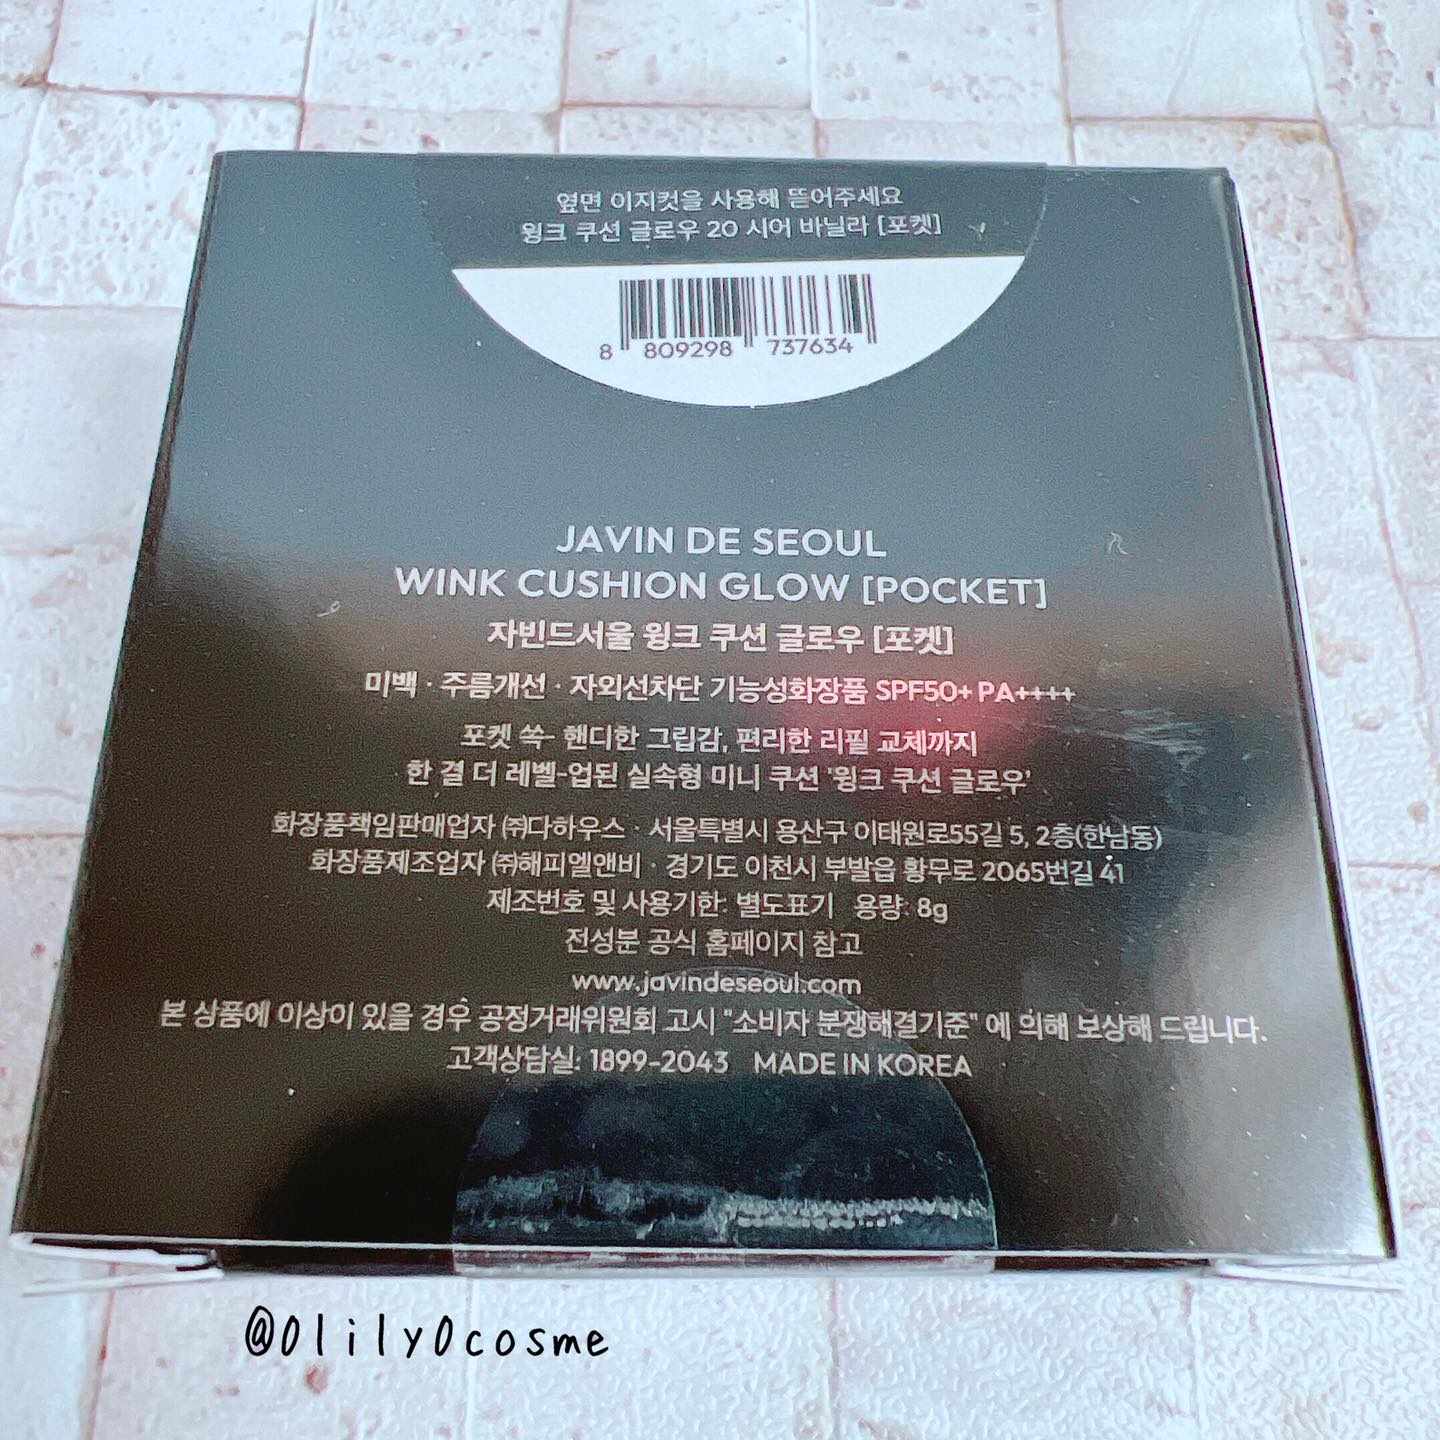 옆면 이지컷을 사용해 뜯어주세요
윙크 쿠션 글로우 20 시어 바닐라 [포켓]
8 809298 737634
JAVIN DE SEOUL
WINK CUSHION GLOW [POCKET]
자빈드서울 윙크 쿠션 글로우 [포켓]
미백 · 주름개선 · 자외선차단 기능성화장품 SPF50+ PA++++
포켓 쏙- 핸디한 그립감, 편리한 리필 교체까지
한 결 더 레벨-업된 실속형 미니 쿠션 '윙크 쿠션 글로우'
화장품책임판매업자 ㈜다하우스 · 서울특별시 용산구 이태원로55길 5, 2층(한남동)
화장품제조업자 ㈜해피엘앤비 · 경기도 이천시 부발읍 황무로 2065번길 41
제조번호 및 사용기한: 별도표기 용량: 8g
전성분 공식 홈페이지 참고
www.javindeseoul.com
본 상품에 이상이 있을 경우 공정거래위원회 고시 "소비자 분쟁해결기준" 에 의해 보상해 드립니다.
고객상담실: 1899-2043 MADE IN KOREA
@0lily0cosme